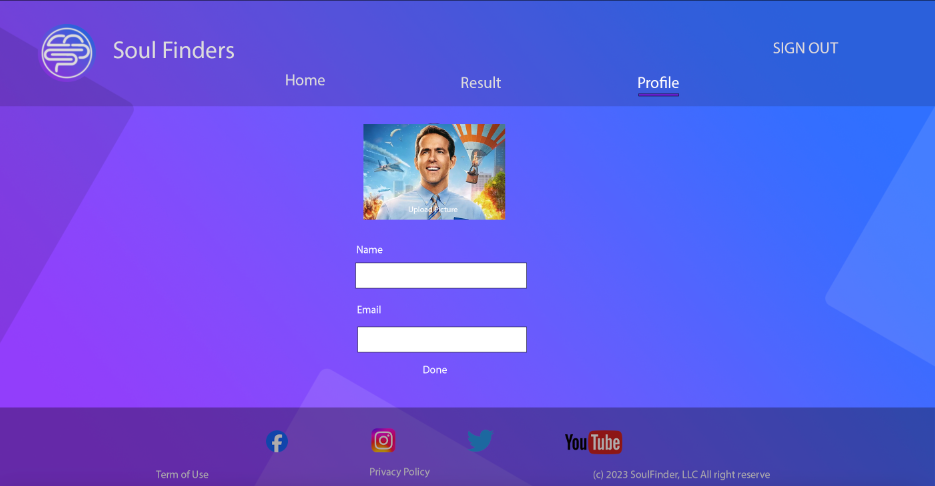 Soul Finders
SIGN OUT
Home
Result
Profile
Upload Picture
Name
Email
Done
YouTube
Term of Use
Privacy Policy
(c) 2023 SoulFinder, LLC All right reserve